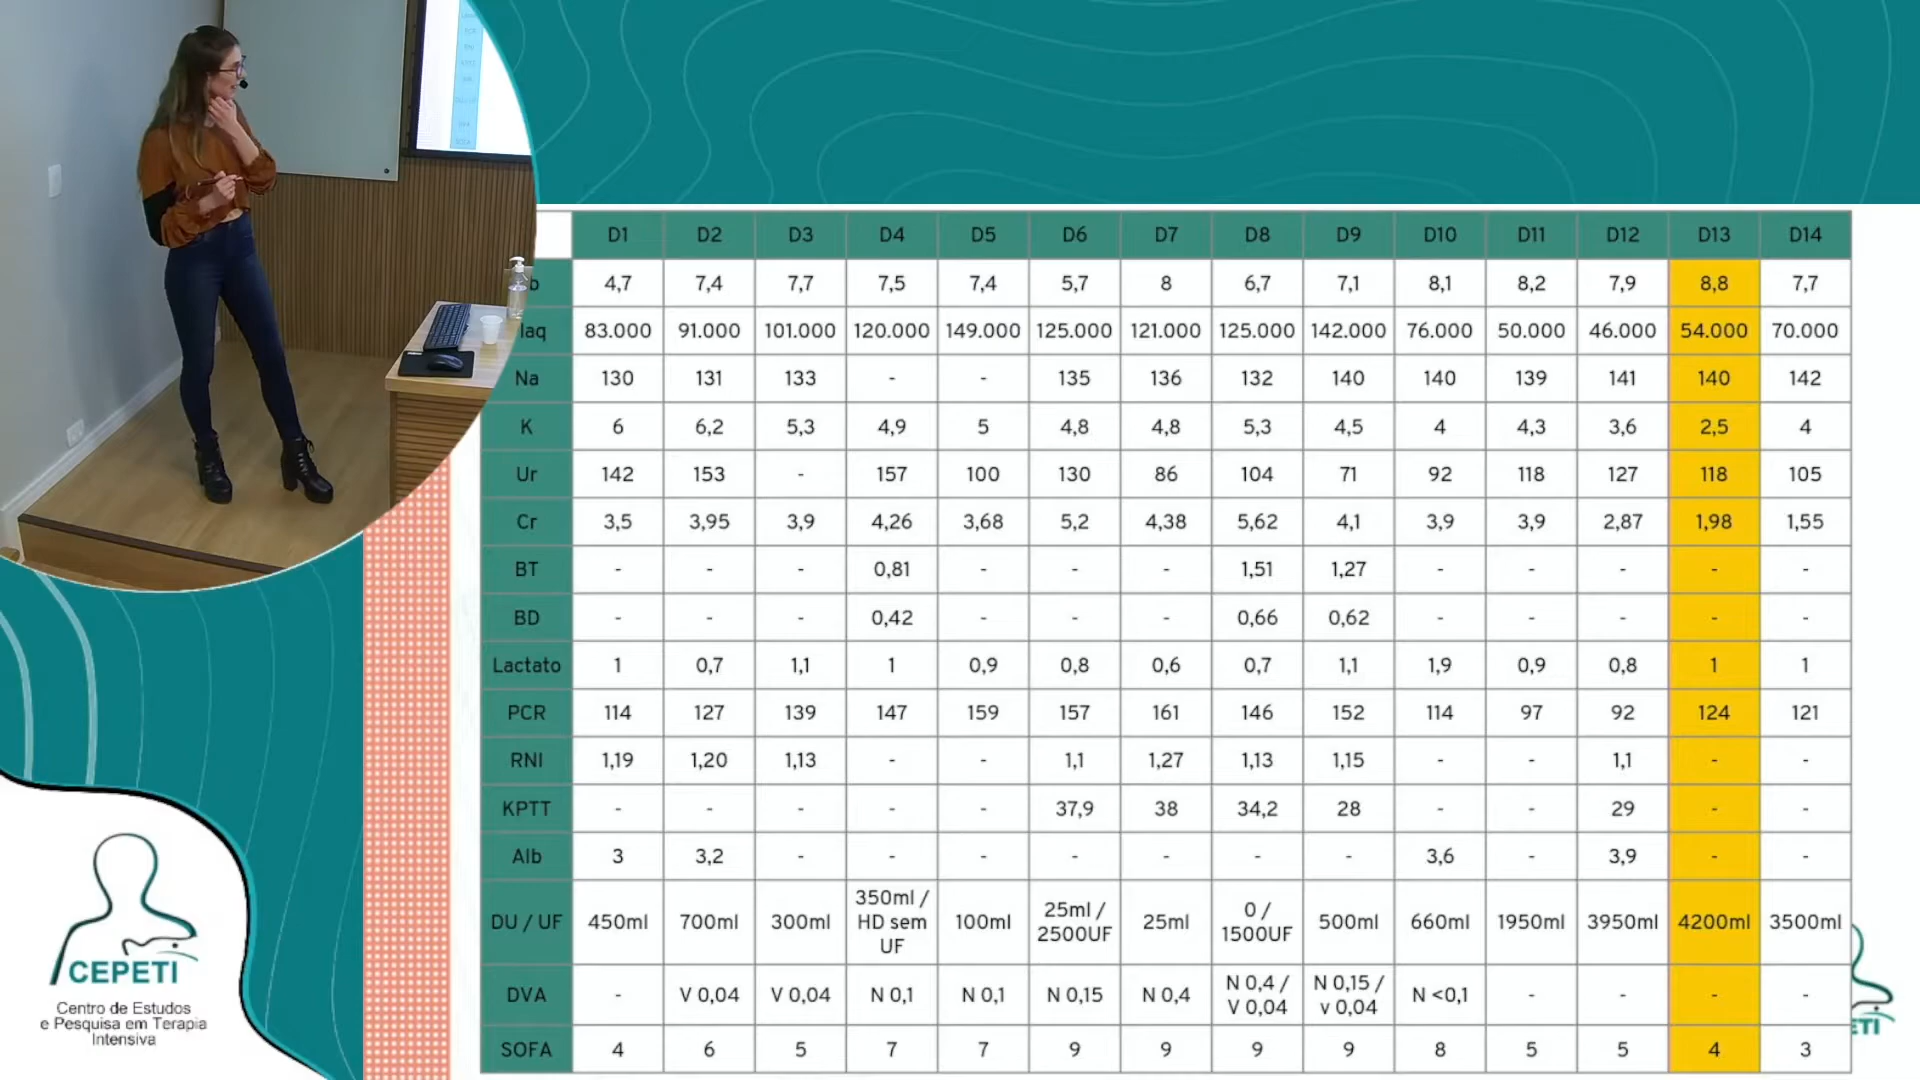 D1 D2 D3 D4 D5 D6 D7 D8 D9 D10 D11 D12 D13 D14
b 4,7 7,4 7,7 7,5 7,4 5,7 8 6,7 7,1 8,1 8,2 7,9 8,8 7,7
laq 83.000 91.000 101.000 120.000 149.000 125.000 121.000 125.000 142.000 76.000 50.000 46.000 54.000 70.000
Na 130 131 133 - - 135 136 132 140 140 139 141 140 142
K 6 6,2 5,3 4,9 5 4,8 4,8 5,3 4,5 4 4,3 3,6 2,5 4
Ur 142 153 - 157 100 130 86 104 71 92 118 127 118 105
Cr 3,5 3,95 3,9 4,26 3,68 5,2 4,38 5,62 4,1 3,9 3,9 2,87 1,98 1,55
BT - - - 0,81 - - - 1,51 1,27 - - - - -
BD - - - 0,42 - - - 0,66 0,62 - - - - -
Lactato 1 0,7 1,1 1 0,9 0,8 0,6 0,7 1,1 1,9 0,9 0,8 1 1
PCR 114 127 139 147 159 157 161 146 152 114 97 92 124 121
RNI 1,19 1,20 1,13 - - 1,1 1,27 1,13 1,15 - - 1,1 - -
KPTT - - - - - 37,9 38 34,2 28 - - 29 - -
Alb 3 3,2 - - - - - - - 3,6 - 3,9 - -
DU / UF 450ml 700ml 300ml 350ml / HD sem UF 100ml 25ml / 2500UF 25ml 0 / 1500UF 500ml 660ml 1950ml 3950ml 4200ml 3500ml
DVA - V 0,04 V 0,04 N 0,1 N 0,1 N 0,15 N 0,4 N 0,4 / V 0,04 N 0,15 / v 0,04 N <0,1 - - - -
SOFA 4 6 5 7 7 9 9 9 9 8 5 5 4 3
CEPETI
Centro de Estudos
e Pesquisa em Terapia
Intensiva
ETI